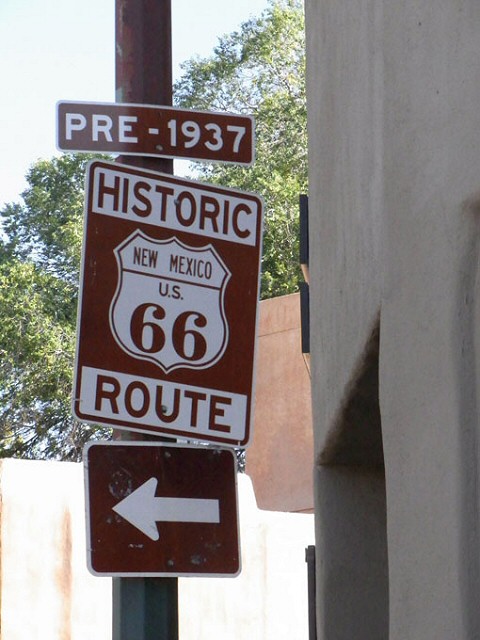 PRE-1937
HISTORIC
NEW MEXICO
U.S.
66
ROUTE